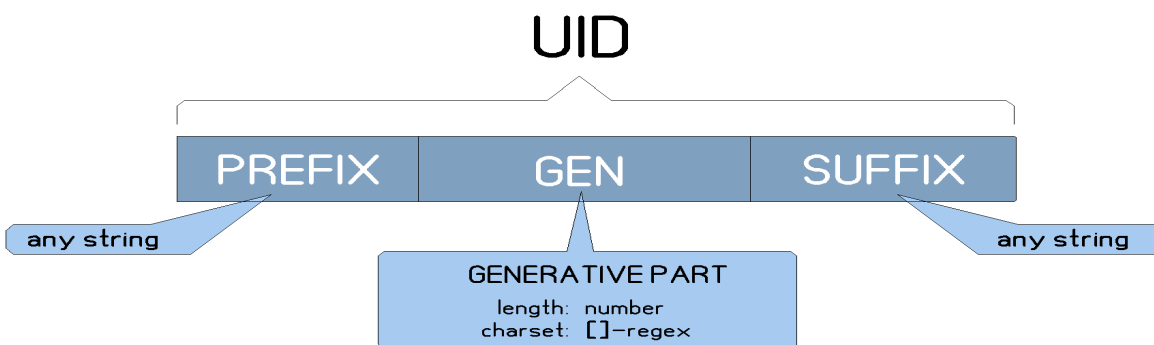 UID
PREFIX GEN SUFFIX
any string any string
GENERATIVE PART
length: number
charset: []-regex